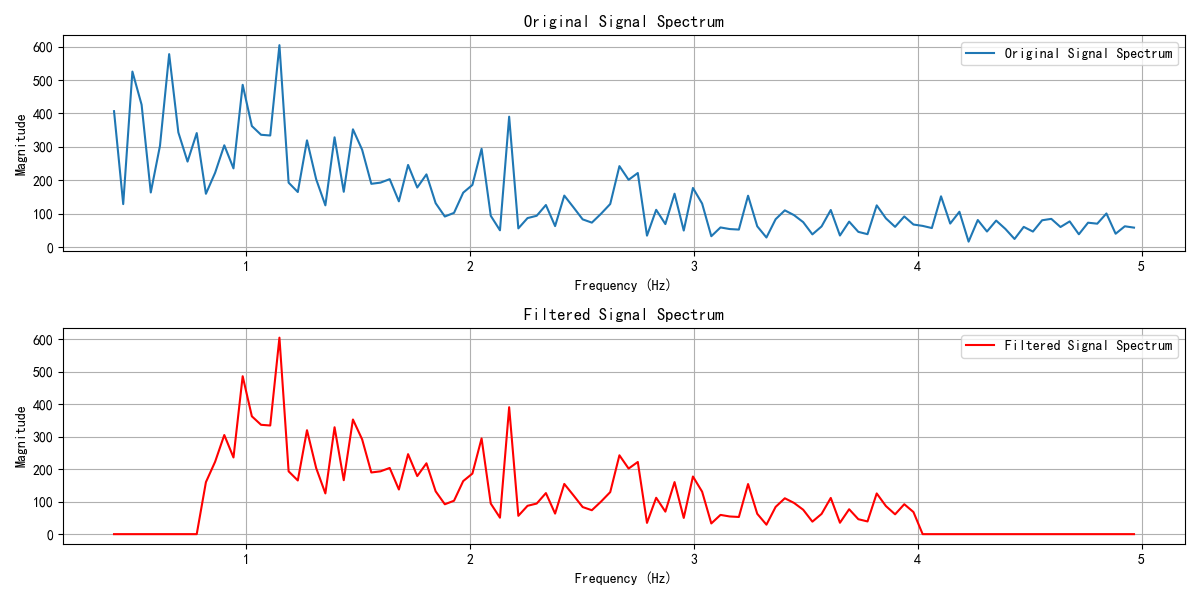 Original Signal Spectrum
600
500
400
300
200
100
0
Magnitude
Original Signal Spectrum
1 2 3 4 5
Frequency (Hz)
Filtered Signal Spectrum
600
500
400
300
200
100
0
Magnitude
Filtered Signal Spectrum
1 2 3 4 5
Frequency (Hz)